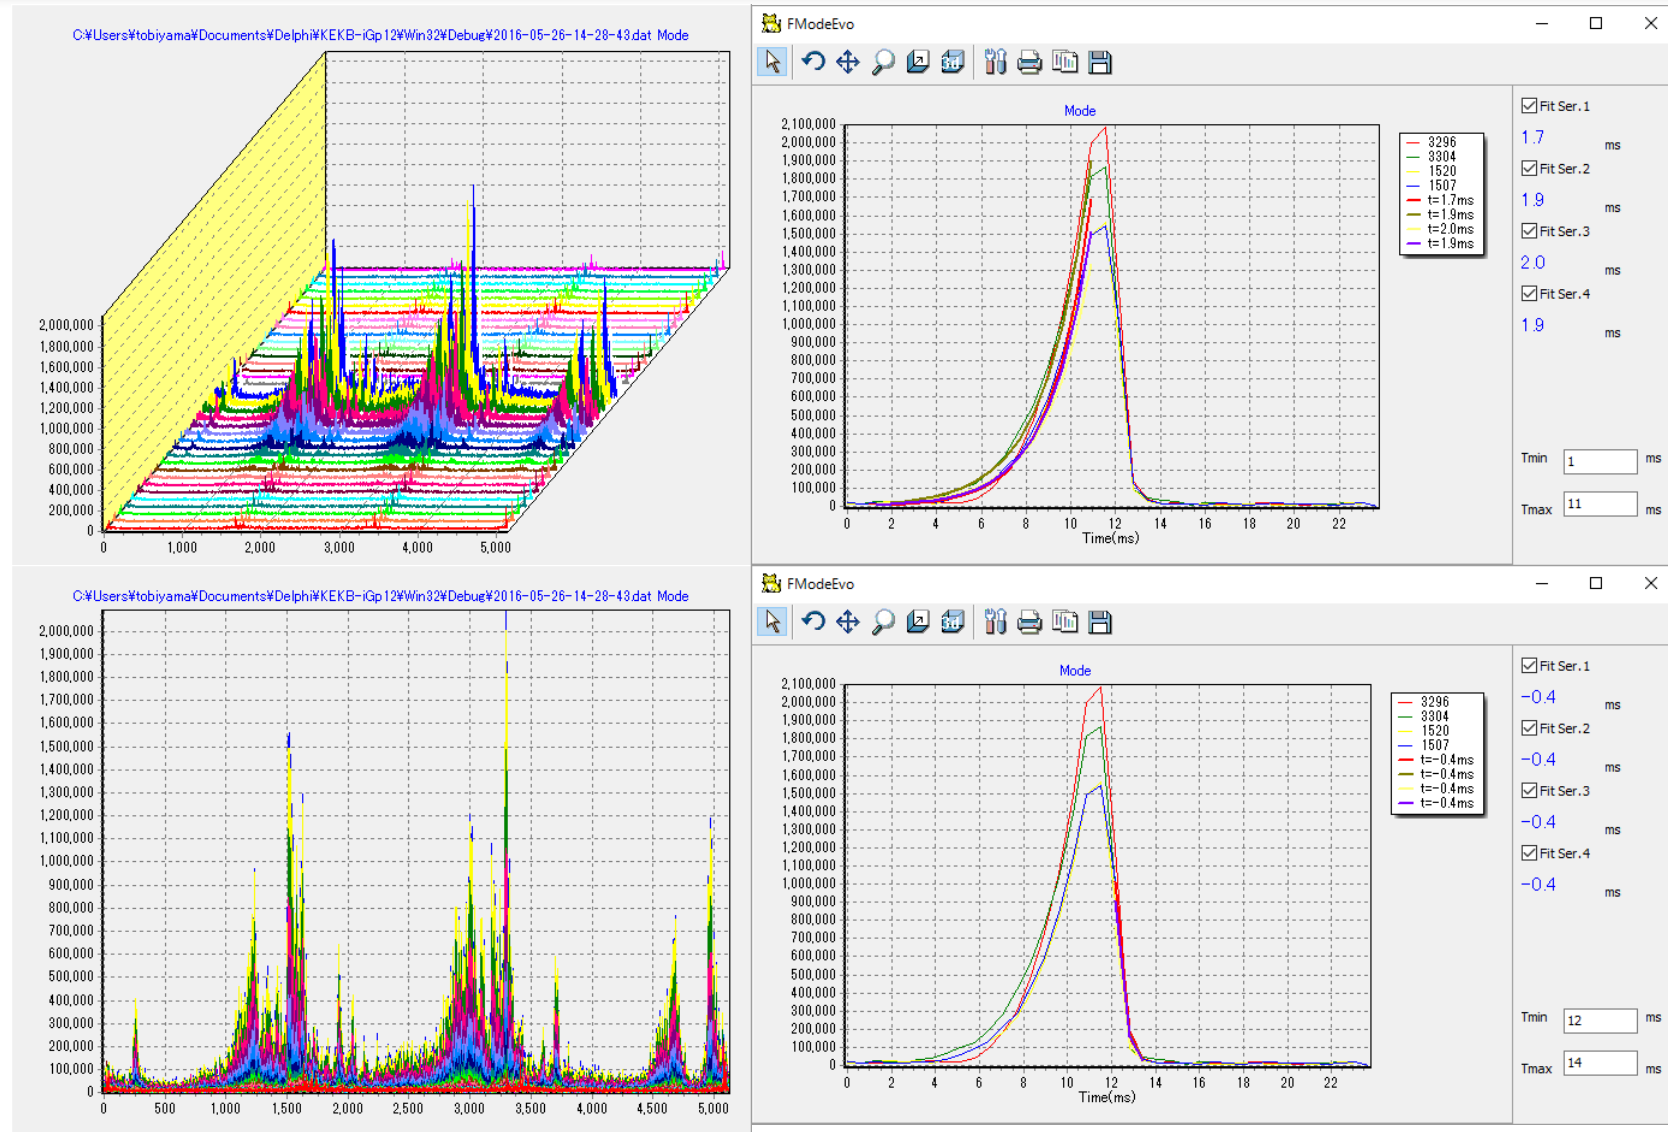 C:¥Users¥tobiyama¥Documents¥Delphi¥KEKB-iGp12¥Win32¥Debug¥2016-05-26-14-28-43.dat Mode
2,000,000
1,800,000
1,600,000
1,400,000
1,200,000
1,000,000
800,000
600,000
400,000
200,000
0
0 1,000 2,000 3,000 4,000 5,000
FModeEvo
Mode
2,100,000
2,000,000
1,900,000
1,800,000
1,700,000
1,600,000
1,500,000
1,400,000
1,300,000
1,200,000
1,100,000
1,000,000
900,000
800,000
700,000
600,000
500,000
400,000
300,000
200,000
100,000
0
0 2 4 6 8 10 12 14 16 18 20 22
Time(ms)
3296
3304
1520
1507
t=1.7ms
t=1.9ms
t=2.0ms
t=1.9ms
Fit Ser.1
1.7 ms
Fit Ser.2
1.9 ms
Fit Ser.3
2.0 ms
Fit Ser.4
1.9 ms
Tmin 1 ms
Tmax 11 ms
C:¥Users¥tobiyama¥Documents¥Delphi¥KEKB-iGp12¥Win32¥Debug¥2016-05-26-14-28-43.dat Mode
2,000,000
1,900,000
1,800,000
1,700,000
1,600,000
1,500,000
1,400,000
1,300,000
1,200,000
1,100,000
1,000,000
900,000
800,000
700,000
600,000
500,000
400,000
300,000
200,000
100,000
0
0 500 1,000 1,500 2,000 2,500 3,000 3,500 4,000 4,500 5,000
FModeEvo
Mode
2,100,000
2,000,000
1,900,000
1,800,000
1,700,000
1,600,000
1,500,000
1,400,000
1,300,000
1,200,000
1,100,000
1,000,000
900,000
800,000
700,000
600,000
500,000
400,000
300,000
200,000
100,000
0
0 2 4 6 8 10 12 14 16 18 20 22
Time(ms)
3296
3304
1520
1507
t=-0.4ms
t=-0.4ms
t=-0.4ms
t=-0.4ms
Fit Ser.1
-0.4 ms
Fit Ser.2
-0.4 ms
Fit Ser.3
-0.4 ms
Fit Ser.4
-0.4 ms
Tmin 12 ms
Tmax 14 ms